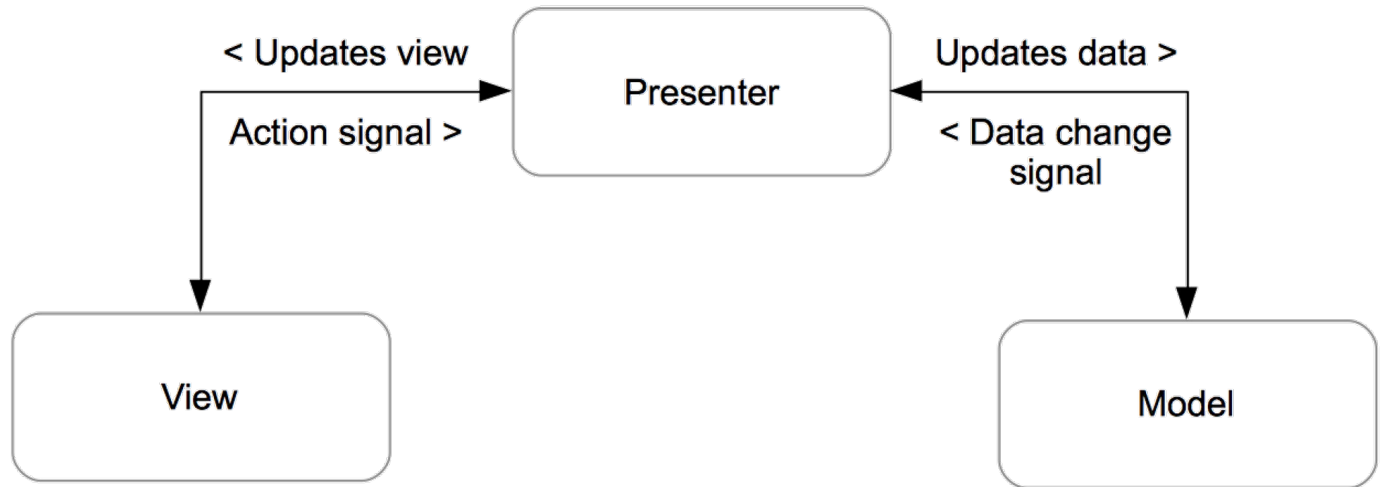 < Updates view
Action signal >
Presenter
Updates data >
< Data change
signal
View
Model